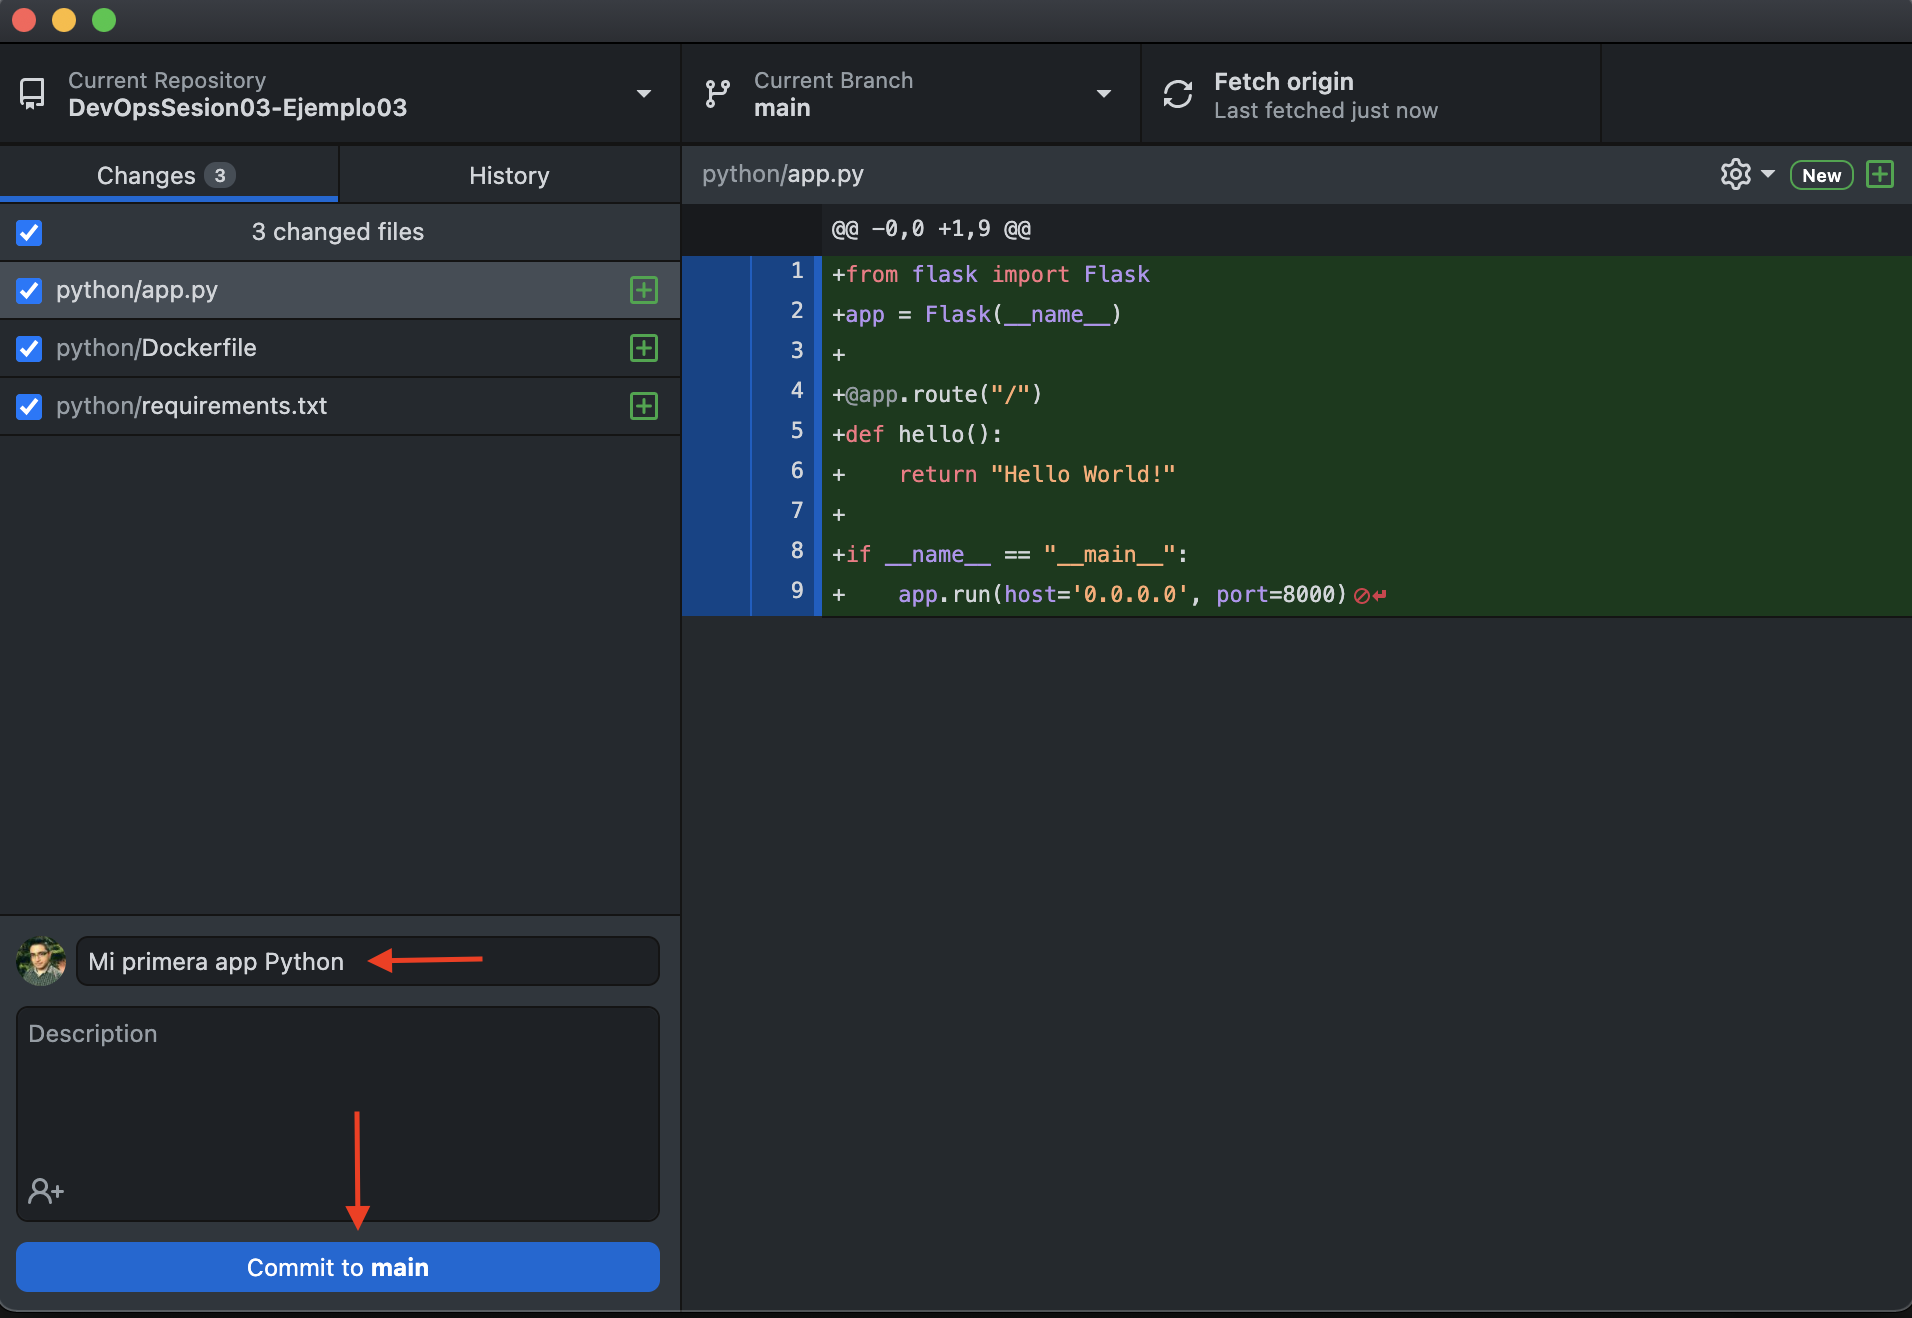 Current Repository
DevOpsSesion03-Ejemplo03
Current Branch
main
Fetch origin
Last fetched just now
Changes 3
History
3 changed files
python/app.py
python/Dockerfile
python/requirements.txt
Mi primera app Python
Description
Commit to main
python/app.py
New
@@ -0,0 +1,9 @@
1 +from flask import Flask
2 +app = Flask(__name__)
3 +
4 +@app.route("/")
5 +def hello():
6 +    return "Hello World!"
7 +
8 +if __name__ == "__main__":
9 +    app.run(host='0.0.0.0', port=8000)